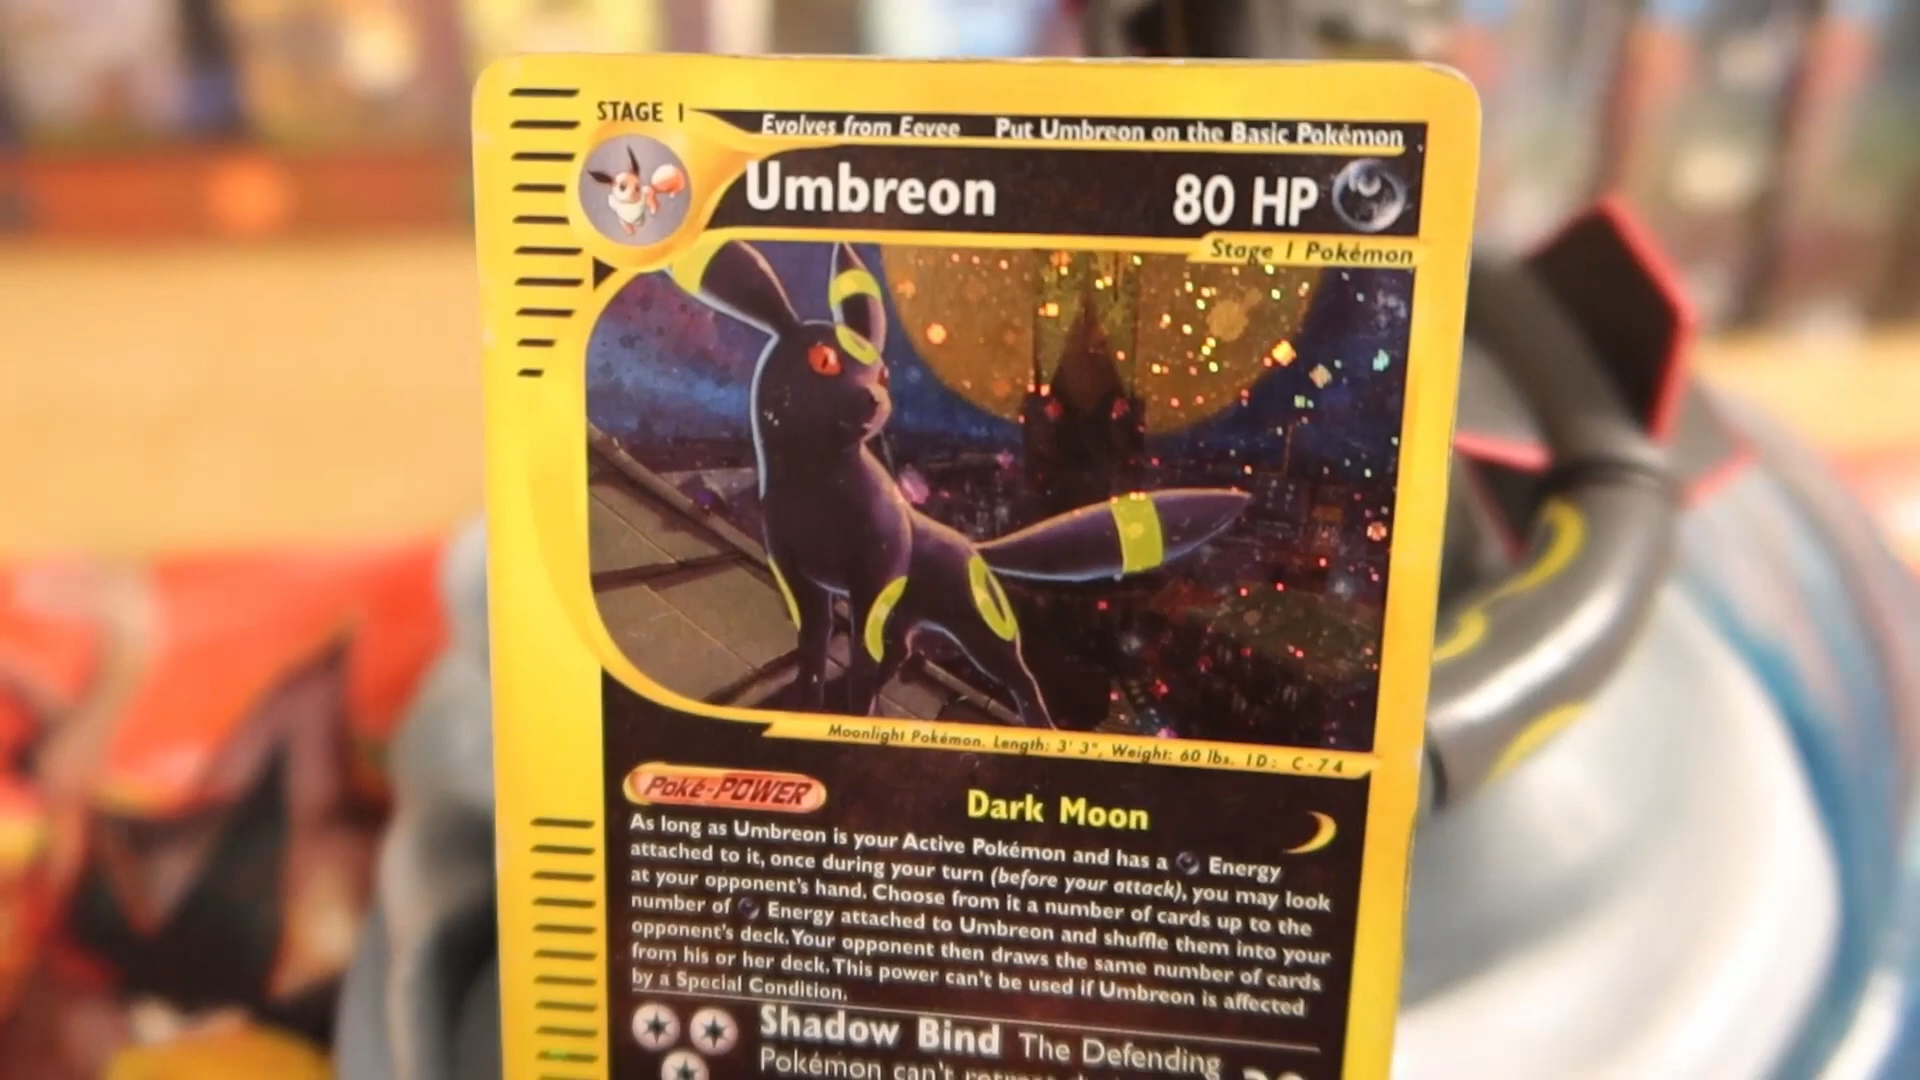 STAGE 1
Evolves from Eevee Put Umbreon on the Basic Pokémon
Umbreon 80 HP
Stage 1 Pokémon
Moonlight Pokémon. Length: 3' 3", Weight: 60 lbs. ID: C-74
Poké-POWER Dark Moon
As long as Umbreon is your Active Pokémon and has a Energy
attached to it, once during your turn (before your attack), you may look
at your opponent's hand. Choose from it a number of cards up to the
number of Energy attached to Umbreon and shuffle them into your
opponent's deck. Your opponent then draws the same number of cards
from his or her deck. This power can't be used if Umbreon is affected
by a Special Condition.
Shadow Bind The Defending
Pokémon can't